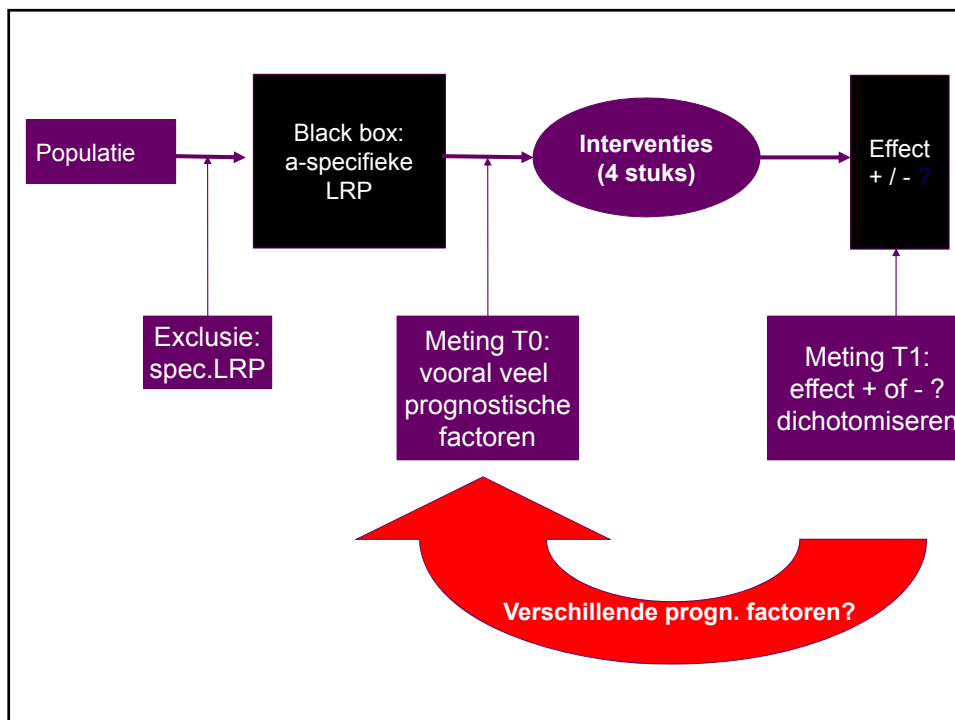 Populatie
Black box:
a-specifieke
LRP
Interventies
(4 stuks)
Effect
+ / - ?
Exclusie:
spec.LRP
Meting T0:
vooral veel
prognostische
factoren
Meting T1:
effect + of - ?
dichotomiseren
Verschillende progn. factoren?